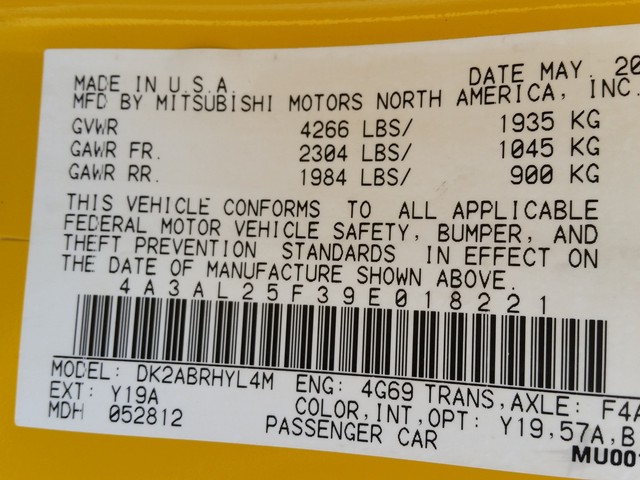 MADE IN U.S.A. DATE MAY. 20
MFD BY MITSUBISHI MOTORS NORTH AMERICA, INC.
GVWR 4266 LBS/ 1935 KG
GAWR FR. 2304 LBS/ 1045 KG
GAWR RR. 1984 LBS/ 900 KG
THIS VEHICLE CONFORMS TO ALL APPLICABLE
FEDERAL MOTOR VEHICLE SAFETY, BUMPER, AND
THEFT PREVENTION STANDARDS IN EFFECT ON
THE DATE OF MANUFACTURE SHOWN ABOVE.
4A3AL25F39E018221
MODEL: DK2ABRHYL4M ENG: 4G69 TRANS,AXLE: F4A
EXT: Y19A COLOR,INT,OPT: Y19,57A,B
MDH 052812 PASSENGER CAR
MU001